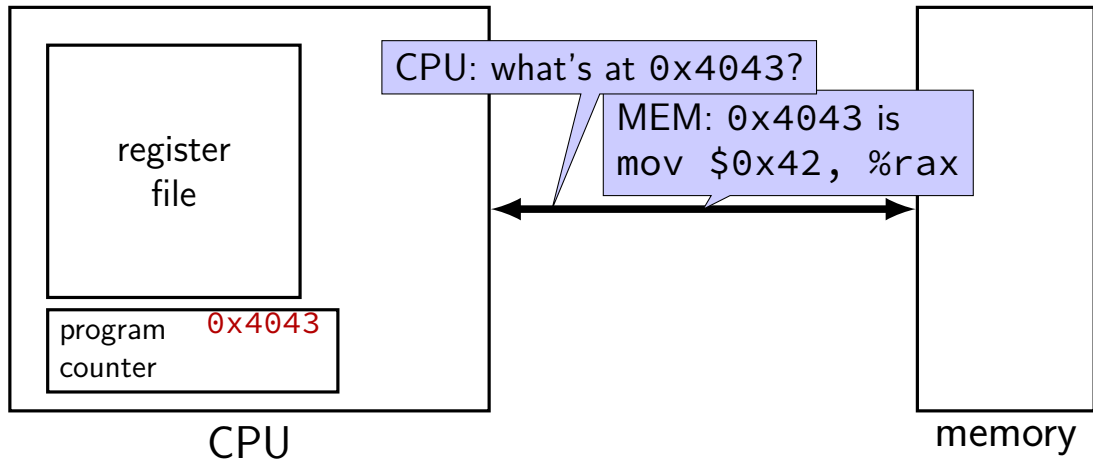 CPU: what's at 0x4043?
MEM: 0x4043 is
mov $0x42, %rax
register
file
program 0x4043
counter
CPU
memory